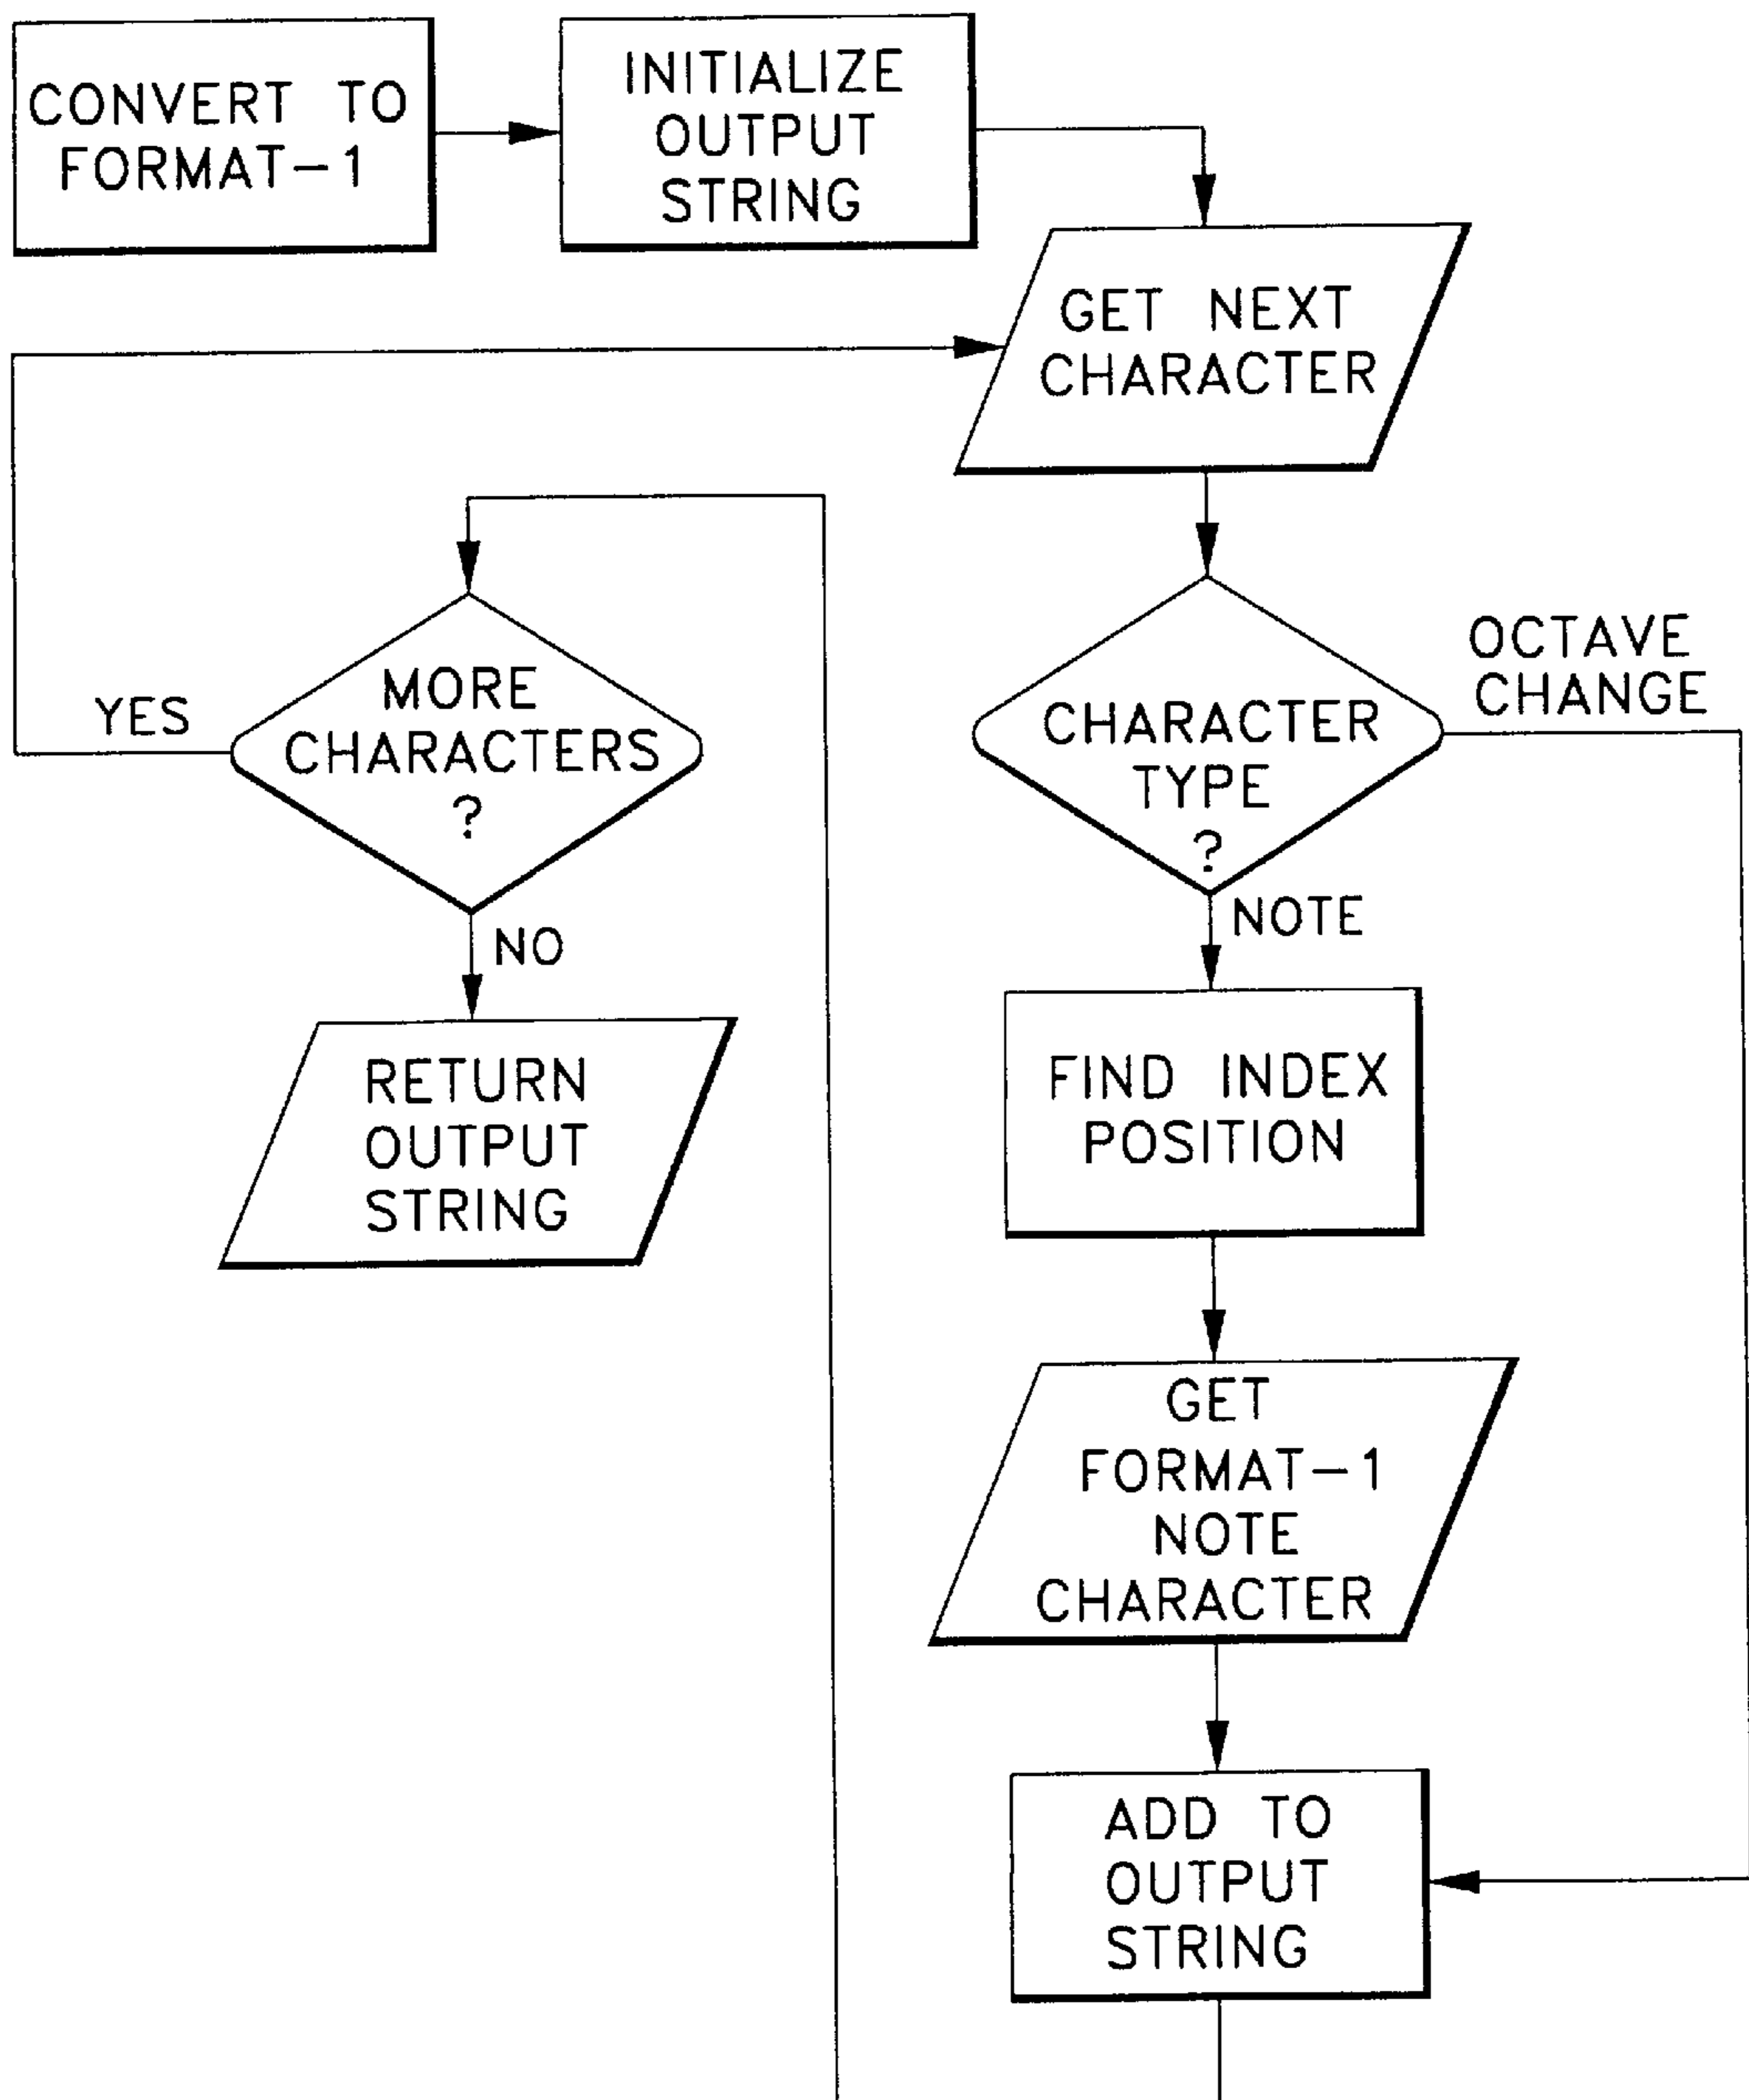 CONVERT TO
FORMAT-1
INITIALIZE
OUTPUT
STRING
GET NEXT
CHARACTER
CHARACTER
TYPE
?
OCTAVE
CHANGE
NOTE
FIND INDEX
POSITION
GET
FORMAT-1
NOTE
CHARACTER
ADD TO
OUTPUT
STRING
MORE
CHARACTERS
?
YES
NO
RETURN
OUTPUT
STRING